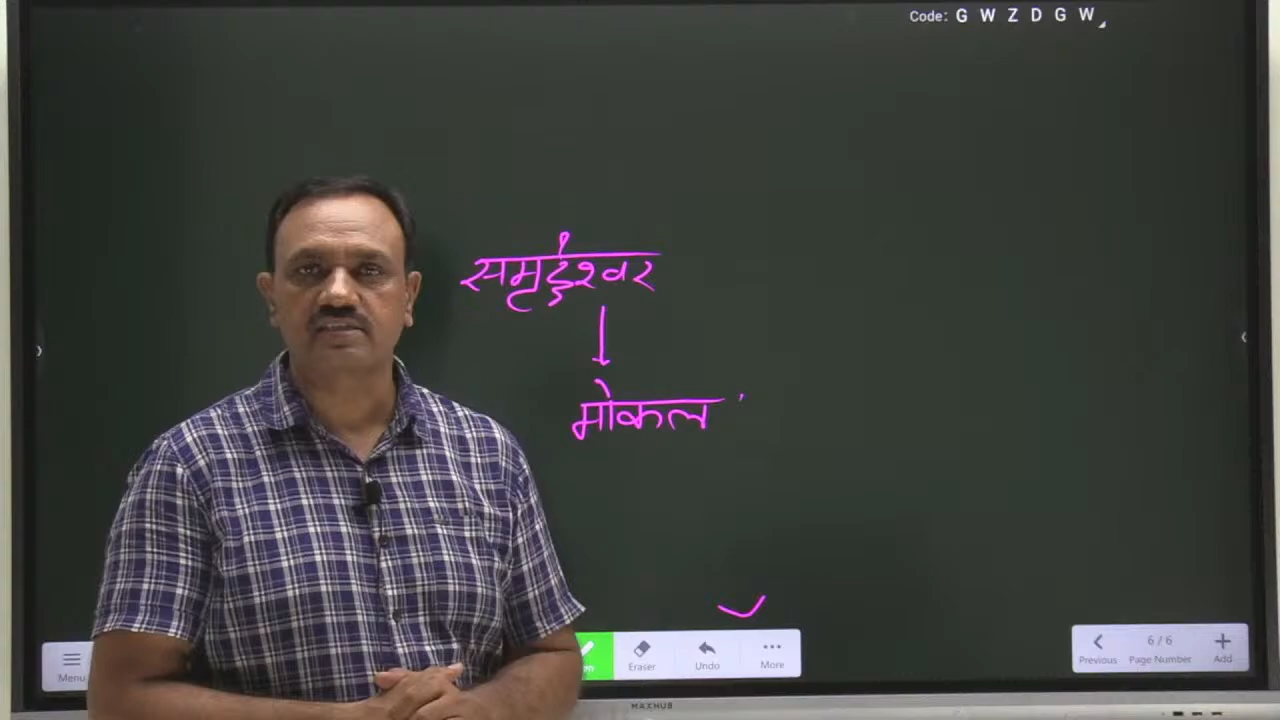 Code: G W Z D G W
समृद्धेश्वर
मोकल
Menu
Eraser
Undo
More
Previous
6 / 6
Page Number
Add
MAXHUB